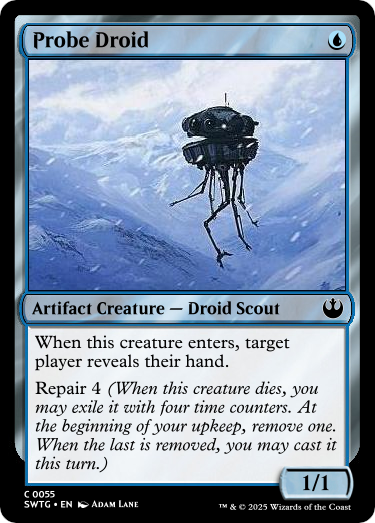 Probe Droid
Artifact Creature — Droid Scout
When this creature enters, target
player reveals their hand.
Repair 4 (When this creature dies, you
may exile it with four time counters. At
the beginning of your upkeep, remove one.
When the last is removed, you may cast it
this turn.)
1/1
C 0055
SWTG • EN Adam Lane
™ & © 2025 Wizards of the Coast